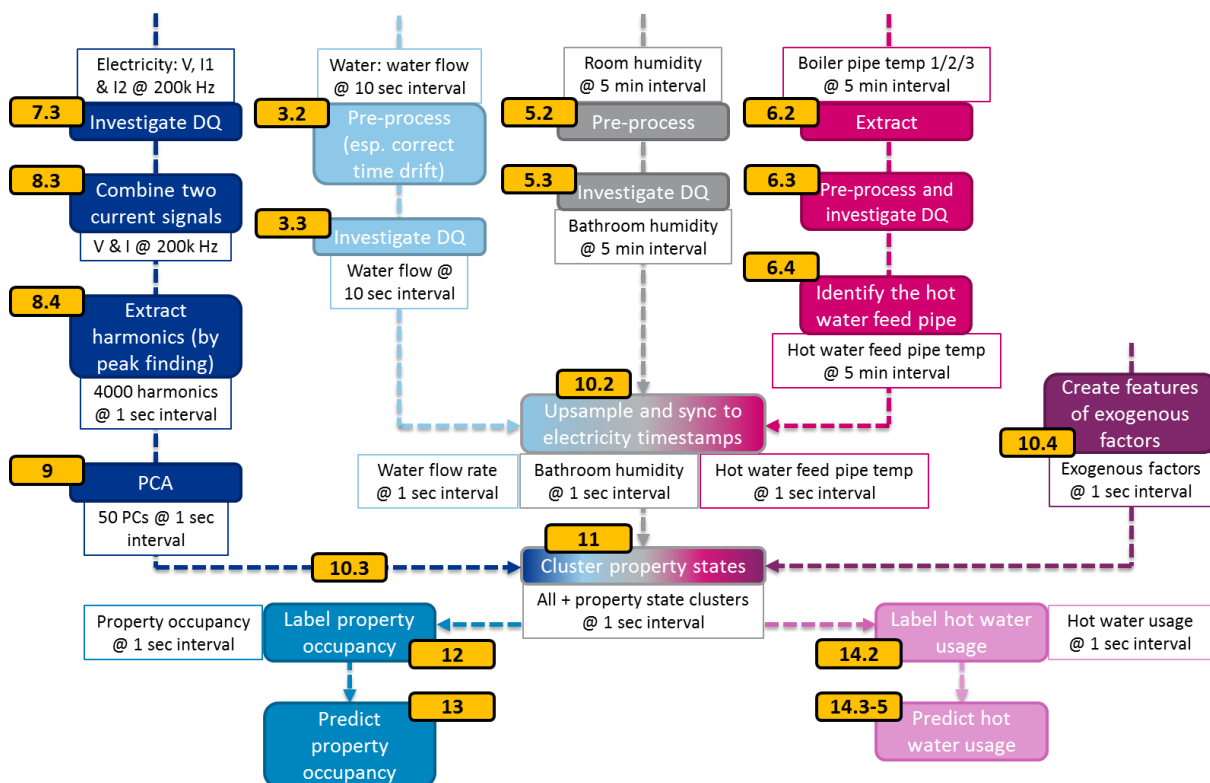 Electricity: V, I1
& I2 @ 200k Hz
7.3
Investigate DQ
8.3
Combine two
current signals
V & I @ 200k Hz
8.4
Extract
harmonics (by
peak finding)
4000 harmonics
@ 1 sec interval
9
PCA
50 PCs @ 1 sec
interval
10.3
Water: water flow
@ 10 sec interval
3.2
Pre-process
(esp. correct
time drift)
3.3
Investigate DQ
Water flow @
10 sec interval
Room humidity
@ 5 min interval
5.2
Pre-process
5.3
Investigate DQ
Bathroom humidity
@ 5 min interval
Boiler pipe temp 1/2/3
@ 5 min interval
6.2
Extract
6.3
Pre-process and
investigate DQ
6.4
Identify the hot
water feed pipe
Hot water feed pipe temp
@ 5 min interval
10.2
Upsample and sync to
electricity timestamps
Water flow rate
@ 1 sec interval
Bathroom humidity
@ 1 sec interval
Hot water feed pipe temp
@ 1 sec interval
Create features
of exogenous
factors
10.4
Exogenous factors
@ 1 sec interval
11
Cluster property states
All + property state clusters
@ 1 sec interval
Property occupancy
@ 1 sec interval
Label property
occupancy
12
13
Predict
property
occupancy
Label hot water
usage
14.2
Hot water usage
@ 1 sec interval
14.3-5
Predict hot
water usage